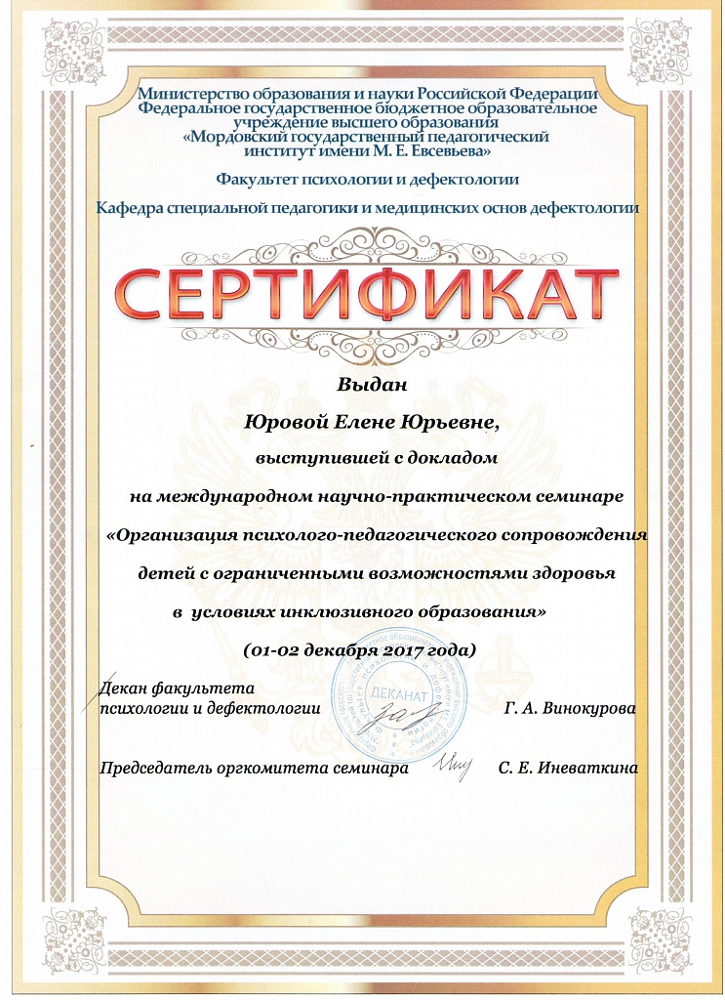 Министерство образования и науки Российской Федерации
Федеральное государственное бюджетное образовательное
учреждение высшего образования
«Мордовский государственный педагогический
институт имени М. Е. Евсевьева»
Факультет психологии и дефектологии
Кафедра специальной педагогики и медицинских основ дефектологии
СЕРТИФИКАТ
Выдан
Юровой Елене Юрьевне,
выступившей с докладом
на международном научно-практическом семинаре
«Организация психолого-педагогического сопровождения
детей с ограниченными возможностями здоровья
в условиях инклюзивного образования»
(01-02 декабря 2017 года)
Декан факультета
психологии и дефектологии
ДЕКАНАТ
Г. А. Винокурова
Председатель оргкомитета семинара
С. Е. Иневаткина